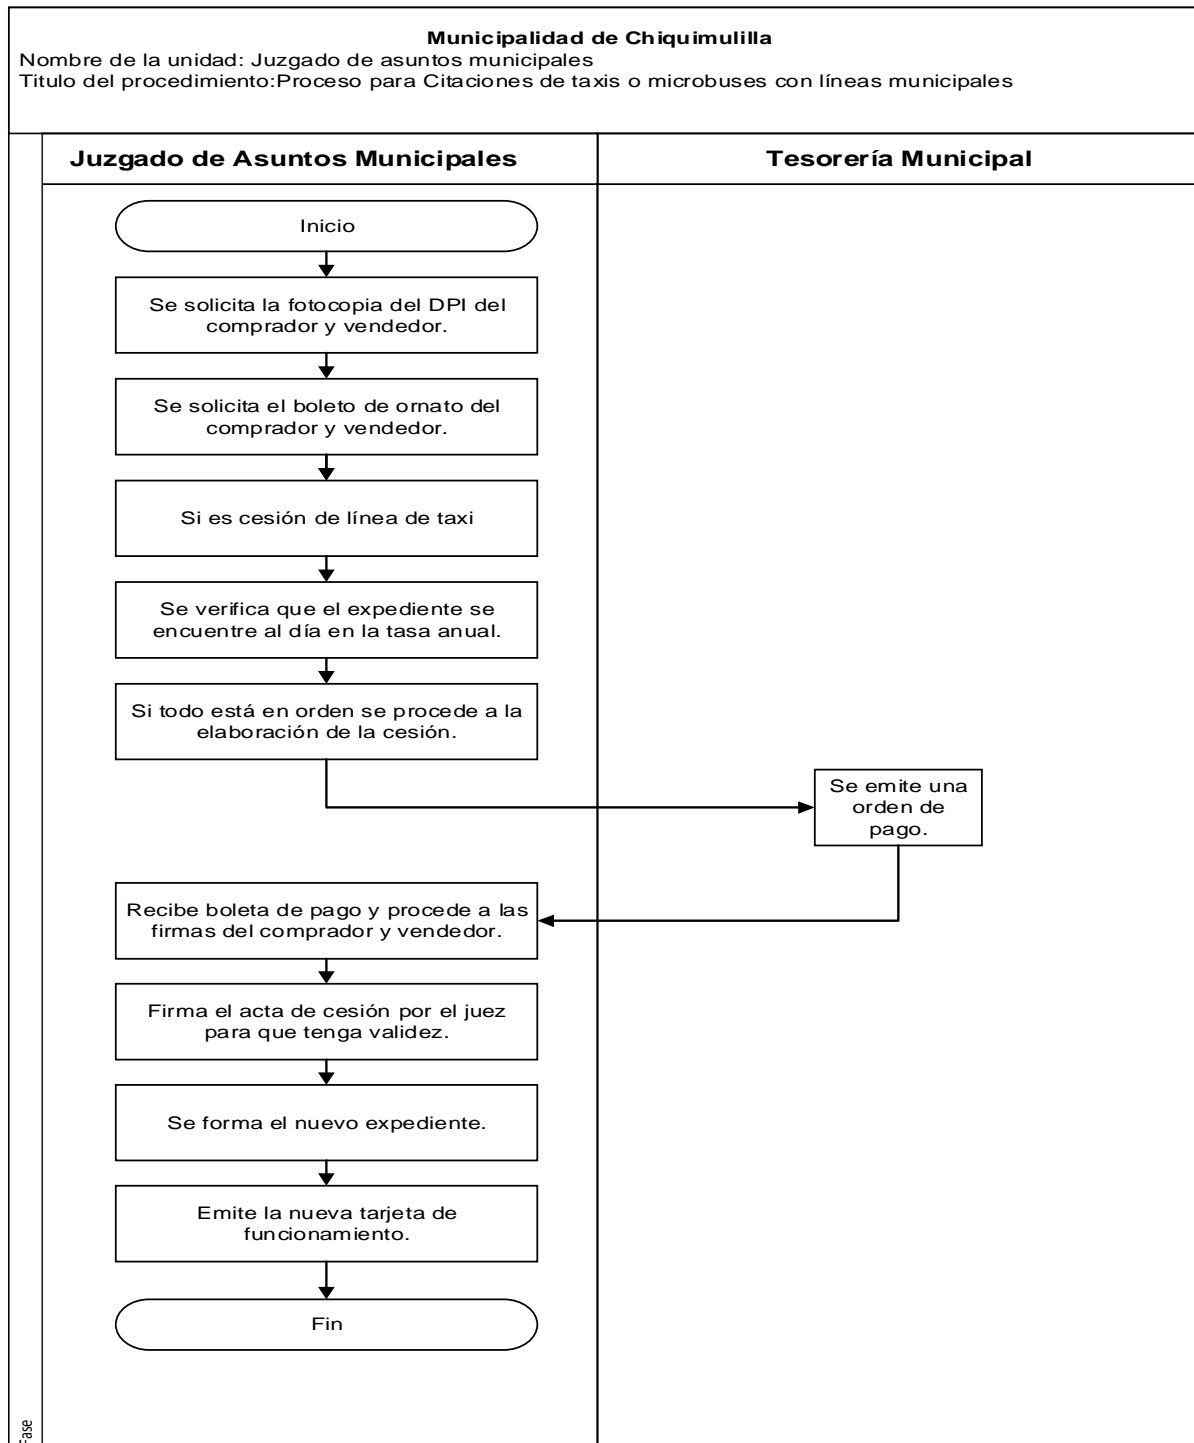 Municipalidad de Chiquimulilla
Nombre de la unidad: Juzgado de asuntos municipales
Titulo del procedimiento:Proceso para Citaciones de taxis o microbuses con líneas municipales
Juzgado de Asuntos Municipales
Tesorería Municipal
Inicio
Se solicita la fotocopia del DPI del
comprador y vendedor.
Se solicita el boleto de ornato del
comprador y vendedor.
Si es cesión de línea de taxi
Se verifica que el expediente se
encuentre al día en la tasa anual.
Si todo está en orden se procede a la
elaboración de la cesión.
Se emite una
orden de
pago.
Recibe boleta de pago y procede a las
firmas del comprador y vendedor.
Firma el acta de cesión por el juez
para que tenga validez.
Se forma el nuevo expediente.
Emite la nueva tarjeta de
funcionamiento.
Fin
Fase